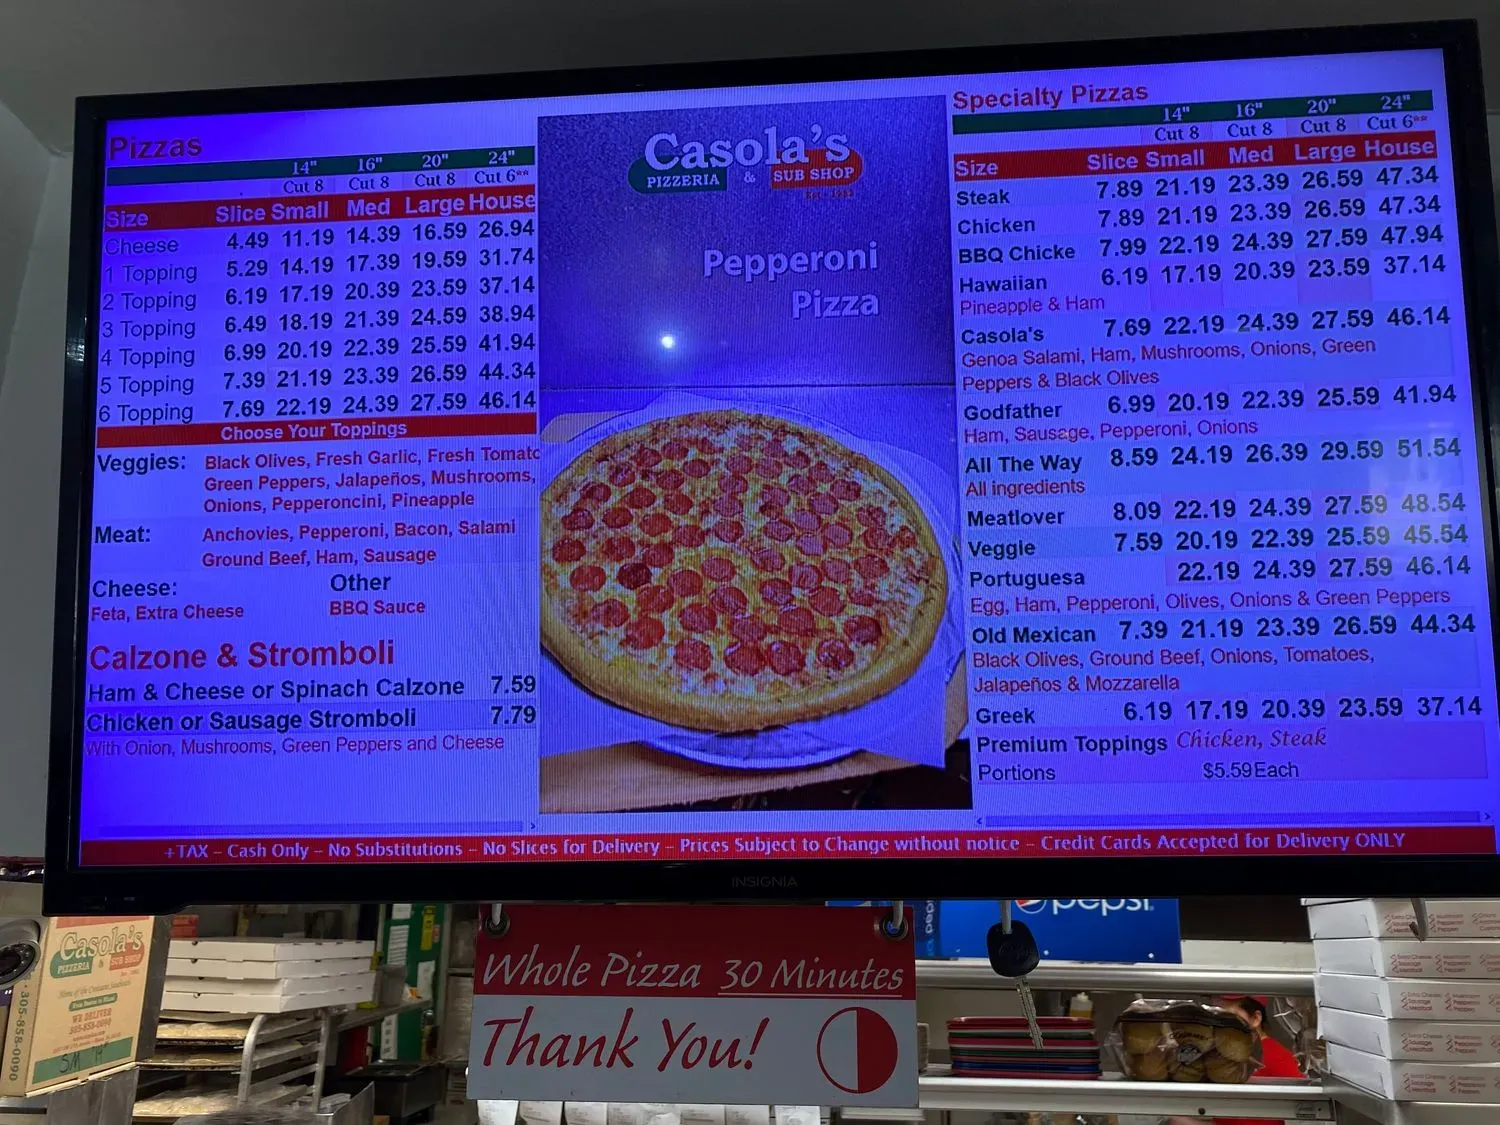 Pizzas
14" 16" 20" 24"
Cut 8 Cut 8 Cut 8 Cut 6**
Size Slice Small Med Large House
Cheese 4.49 11.19 14.39 16.59 26.94
1 Topping 5.29 14.19 17.39 19.59 31.74
2 Topping 6.19 17.19 20.39 23.59 37.14
3 Topping 6.49 18.19 21.39 24.59 38.94
4 Topping 6.99 20.19 22.39 25.59 41.94
5 Topping 7.39 21.19 23.39 26.59 44.34
6 Topping 7.69 22.19 24.39 27.59 46.14
Choose Your Toppings
Veggies: Black Olives, Fresh Garlic, Fresh Tomato
Green Peppers, Jalapeños, Mushrooms,
Onions, Pepperoncini, Pineapple
Meat: Anchovies, Pepperoni, Bacon, Salami
Ground Beef, Ham, Sausage
Cheese: Other
Feta, Extra Cheese BBQ Sauce
Calzone & Stromboli
Ham & Cheese or Spinach Calzone 7.59
Chicken or Sausage Stromboli 7.79
With Onion, Mushrooms, Green Peppers and Cheese
Casola's
PIZZERIA & SUB SHOP
Pepperoni
Pizza
Specialty Pizzas
14" 16" 20" 24"
Cut 8 Cut 8 Cut 8 Cut 6**
Size Slice Small Med Large House
Steak 7.89 21.19 23.39 26.59 47.34
Chicken 7.89 21.19 23.39 26.59 47.34
BBQ Chicke 7.99 22.19 24.39 27.59 47.94
Hawaiian 6.19 17.19 20.39 23.59 37.14
Pineapple & Ham
Casola's 7.69 22.19 24.39 27.59 46.14
Genoa Salami, Ham, Mushrooms, Onions, Green
Peppers & Black Olives
Godfather 6.99 20.19 22.39 25.59 41.94
Ham, Sausage, Pepperoni, Onions
All The Way 8.59 24.19 26.39 29.59 51.54
All ingredients
Meatlover 8.09 22.19 24.39 27.59 48.54
Veggie 7.59 20.19 22.39 25.59 45.54
Portuguesa 22.19 24.39 27.59 46.14
Egg, Ham, Pepperoni, Olives, Onions & Green Peppers
Old Mexican 7.39 21.19 23.39 26.59 44.34
Black Olives, Ground Beef, Onions, Tomatoes,
Jalapeños & Mozzarella
Greek 6.19 17.19 20.39 23.59 37.14
Premium Toppings Chicken, Steak
Portions $5.59 Each
+TAX – Cash Only – No Substitutions – No Slices for Delivery – Prices Subject to Change without notice – Credit Cards Accepted for Delivery ONLY
INSIGNIA
Whole Pizza 30 Minutes
Thank You!
pepsi
pepsi
Casola's
PIZZERIA & SUB SHOP
WE DELIVER
305-858-0090
305-858-0090
SM